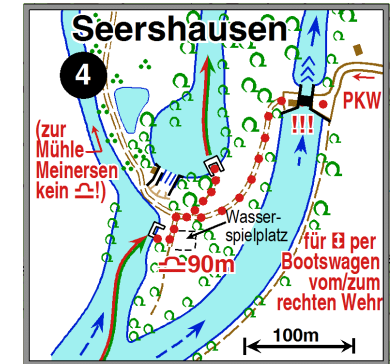 Seershausen
4
PKW
!!!
(zur
Mühle
Meinersen
kein !)
Wasser-
spielplatz
90m
für per
Bootswagen
vom/zum
rechten Wehr
100m